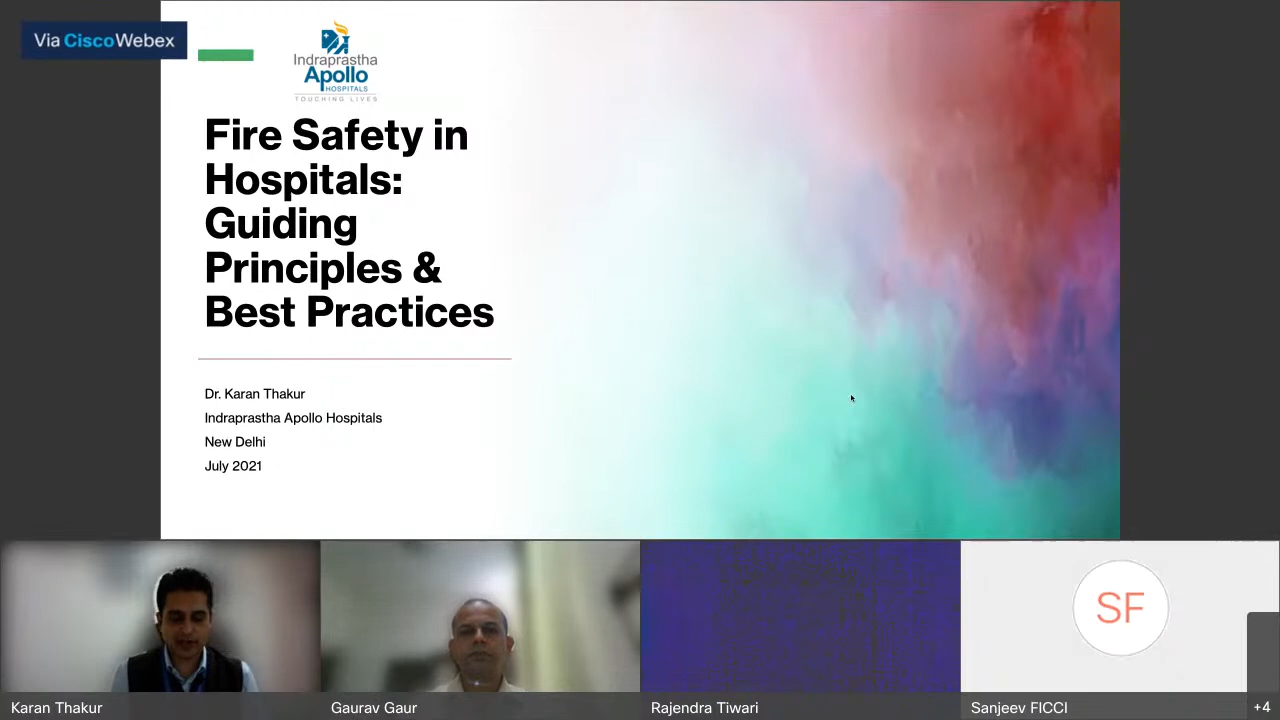 Via CiscoWebex
Indraprastha
Apollo
HOSPITALS
TOUCHING LIVES
Fire Safety in
Hospitals:
Guiding
Principles &
Best Practices
Dr. Karan Thakur
Indraprastha Apollo Hospitals
New Delhi
July 2021
SF
Karan Thakur
Gaurav Gaur
Rajendra Tiwari
Sanjeev FICCI
+4